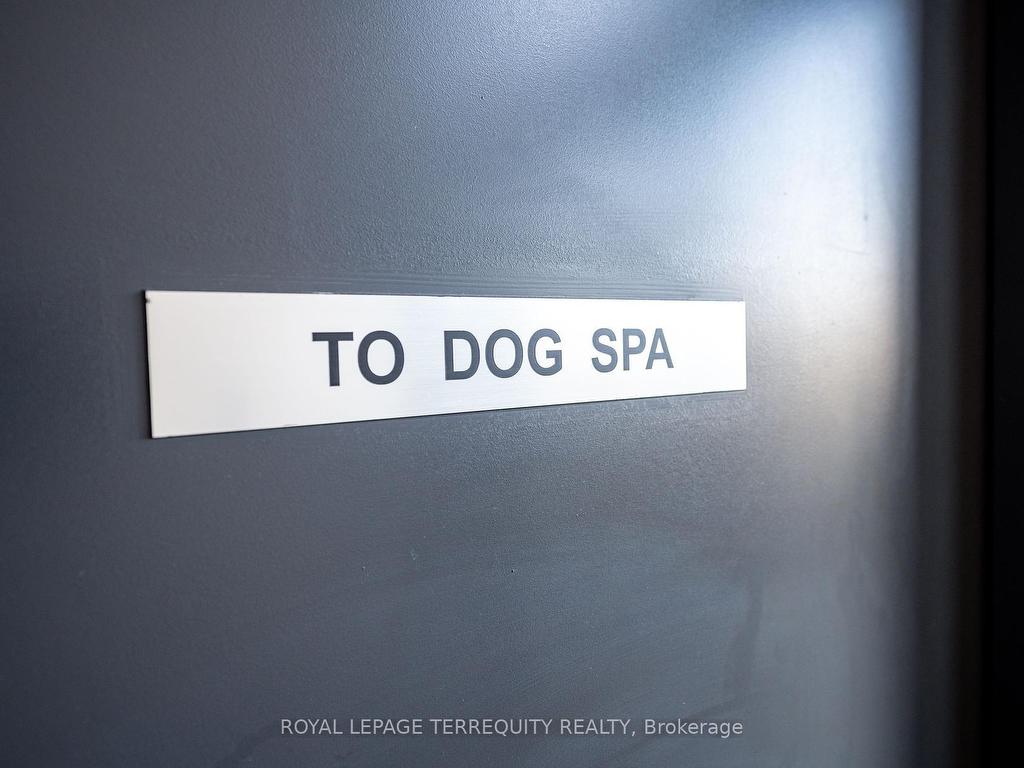 TO DOG SPA
ROYAL LEPAGE TERREQUITY REALTY, Brokerage